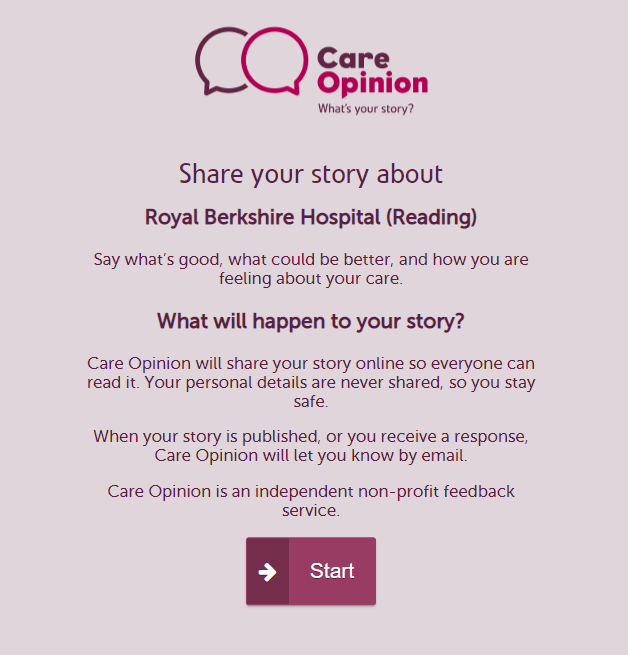 Care
Opinion
What's your story?
Share your story about
Royal Berkshire Hospital (Reading)
Say what's good, what could be better, and how you are
feeling about your care.
What will happen to your story?
Care Opinion will share your story online so everyone can
read it. Your personal details are never shared, so you stay
safe.
When your story is published, or you receive a response,
Care Opinion will let you know by email.
Care Opinion is an independent non-profit feedback
service.
Start